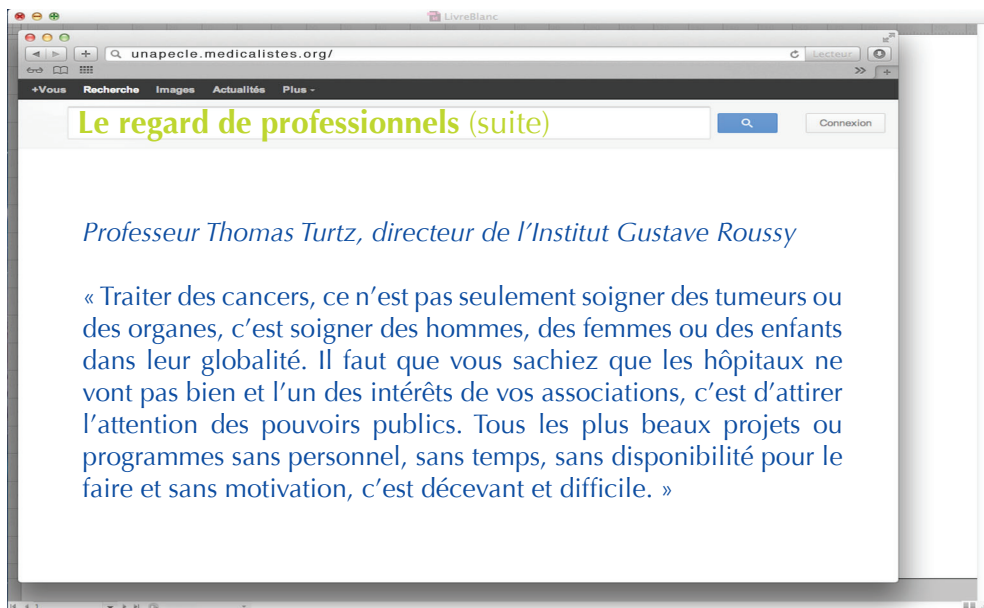 LivreBlanc
unapecle.medicalistes.org/
Lecteur
+Vous Recherche Images Actualités Plus -
Le regard de professionnels (suite)
Connexion
Professeur Thomas Turtz, directeur de l’Institut Gustave Roussy
« Traiter des cancers, ce n’est pas seulement soigner des tumeurs ou
des organes, c’est soigner des hommes, des femmes ou des enfants
dans leur globalité. Il faut que vous sachiez que les hôpitaux ne
vont pas bien et l’un des intérêts de vos associations, c’est d’attirer
l’attention des pouvoirs publics. Tous les plus beaux projets ou
programmes sans personnel, sans temps, sans disponibilité pour le
faire et sans motivation, c’est décevant et difficile. »